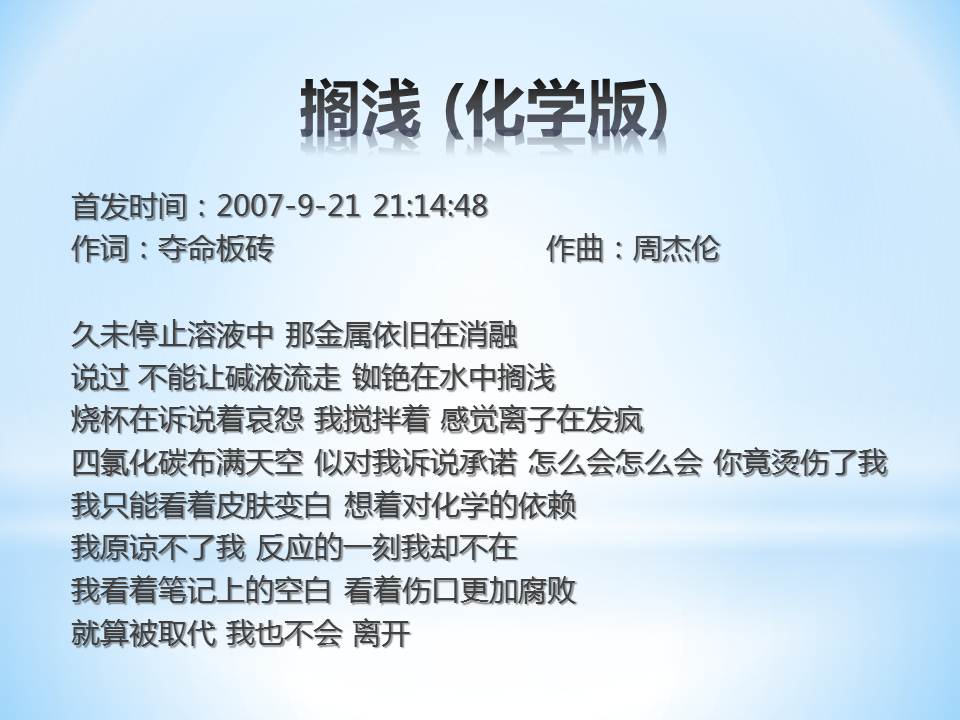 搁浅 (化学版)
首发时间：2007-9-21 21:14:48
作词：夺命板砖 作曲：周杰伦
久未停止溶液中 那金属依旧在消融
说过 不能让碱液流走 铷铯在水中搁浅
烧杯在诉说着哀怨 我搅拌着 感觉离子在发疯
四氯化碳布满天空 似对我诉说承诺 怎么会怎么会 你竟烫伤了我
我只能看着皮肤变白 想着对化学的依赖
我原谅不了我 反应的一刻我却不在
我看着笔记上的空白 看着伤口更加腐败
就算被取代 我也不会 离开